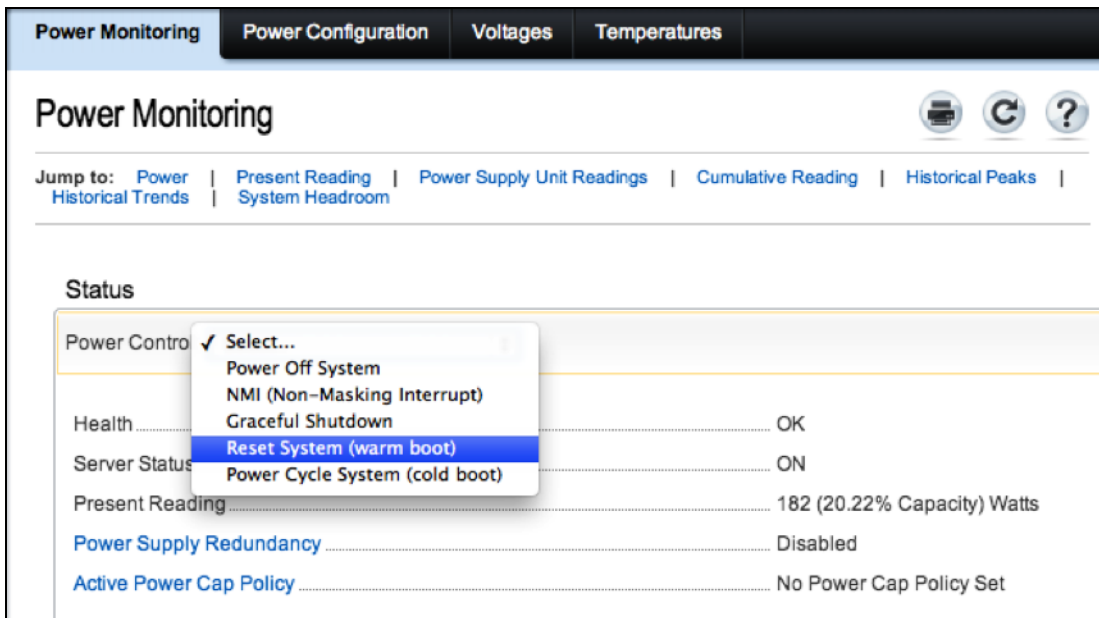 Power Monitoring Power Configuration Voltages Temperatures
Power Monitoring
Jump to: Power | Present Reading | Power Supply Unit Readings | Cumulative Reading | Historical Peaks |
Historical Trends | System Headroom
Status
Power Contro ✓ Select...
Power Off System
NMI (Non-Masking Interrupt)
Graceful Shutdown
Health OK
Reset System (warm boot)
Server Status ON
Power Cycle System (cold boot)
Present Reading 182 (20.22% Capacity) Watts
Power Supply Redundancy Disabled
Active Power Cap Policy No Power Cap Policy Set